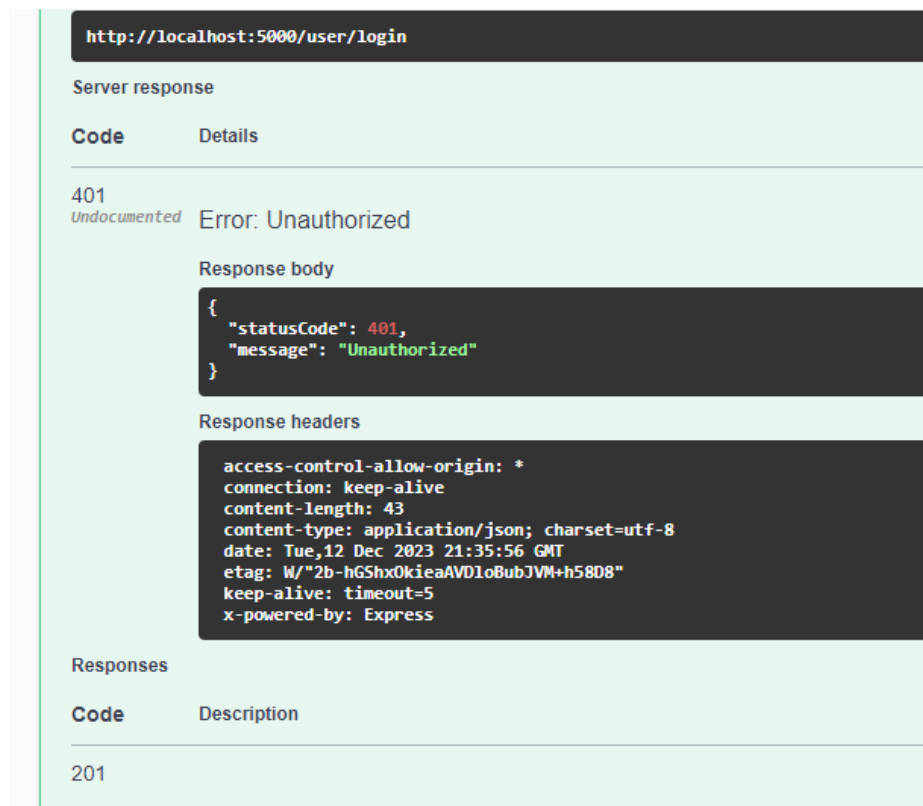 http://localhost:5000/user/login
Server response
Code Details
401
Undocumented
Error: Unauthorized
Response body
{
  "statusCode": 401,
  "message": "Unauthorized"
}
Response headers
access-control-allow-origin: *
connection: keep-alive
content-length: 43
content-type: application/json; charset=utf-8
date: Tue,12 Dec 2023 21:35:56 GMT
etag: W/"2b-hGShxOkieaAVDloBubJVM+h58D8"
keep-alive: timeout=5
x-powered-by: Express
Responses
Code Description
201